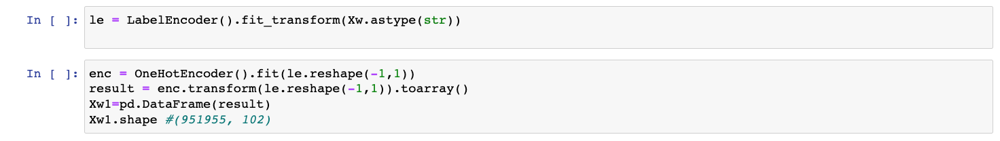 In [ ]: le = LabelEncoder().fit_transform(Xw.astype(str))
In [ ]: enc = OneHotEncoder().fit(le.reshape(-1,1))
result = enc.transform(le.reshape(-1,1)).toarray()
Xw1=pd.DataFrame(result)
Xw1.shape #(951955, 102)